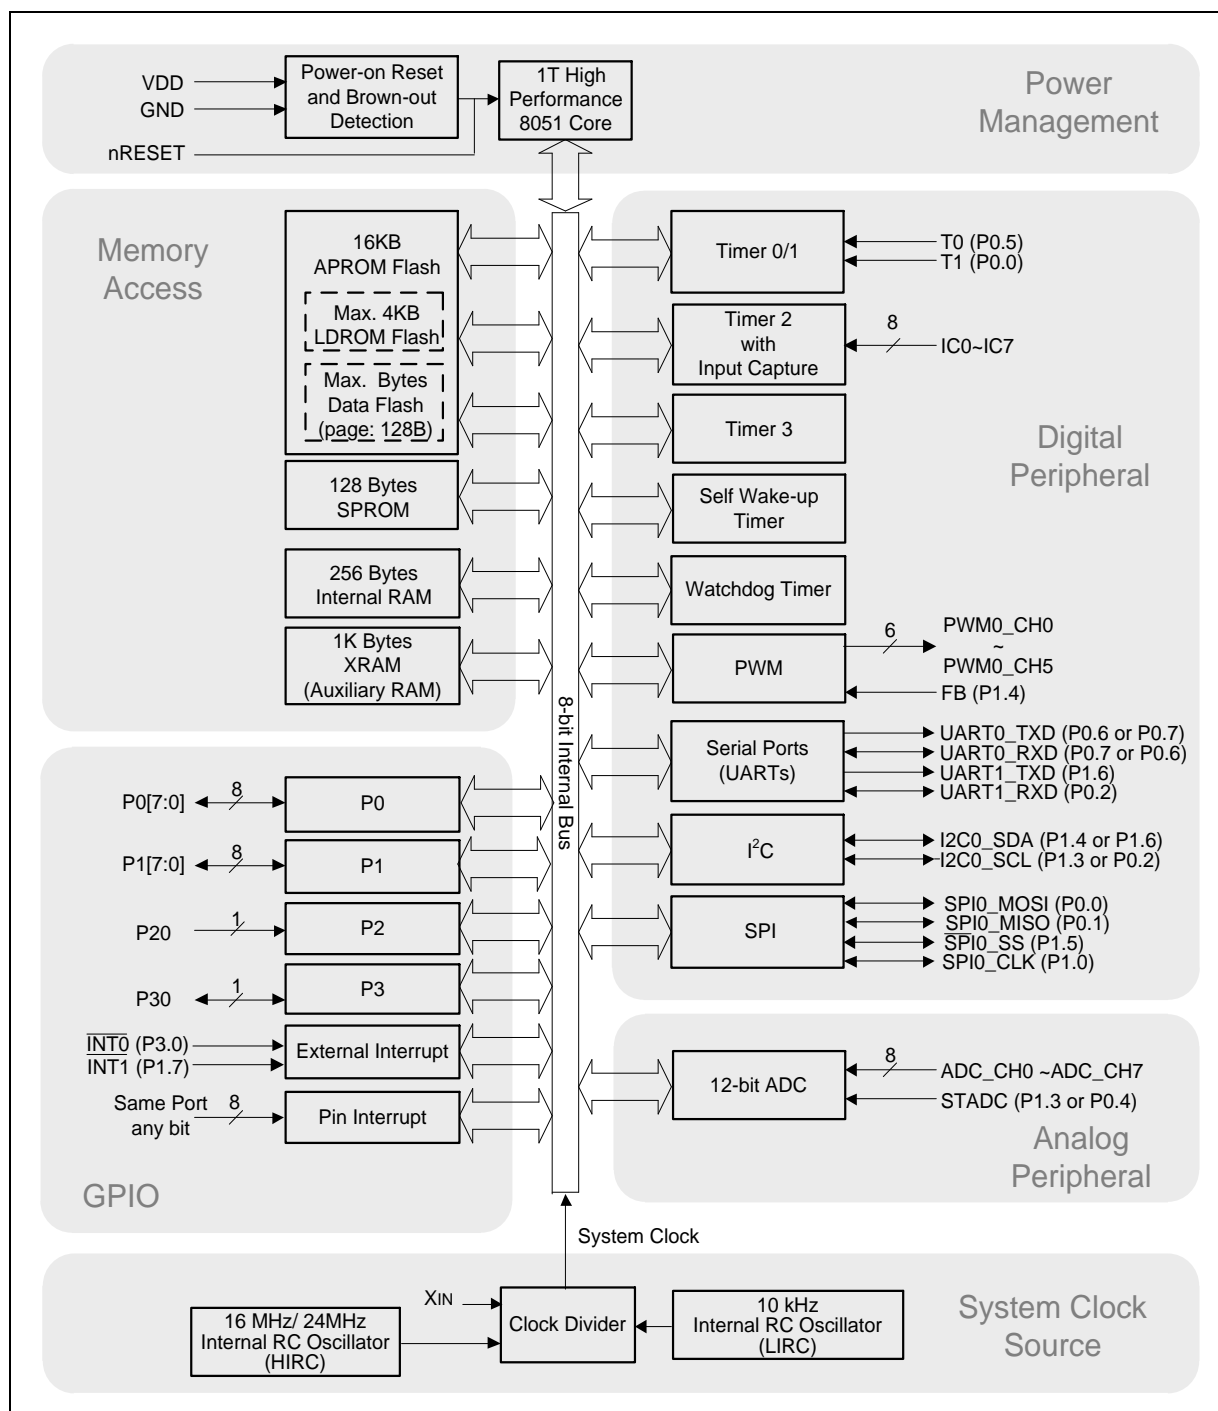 Power
Management
VDD
GND
nRESET
Power-on Reset
and Brown-out
Detection
1T High
Performance
8051 Core
Memory
Access
16KB
APROM Flash
Max. 4KB
LDROM Flash
Max. Bytes
Data Flash
(page: 128B)
128 Bytes
SPROM
256 Bytes
Internal RAM
1K Bytes
XRAM
(Auxiliary RAM)
8-bit Internal Bus
Digital
Peripheral
Timer 0/1
T0 (P0.5)
T1 (P0.0)
Timer 2
with
Input Capture
8
IC0~IC7
Timer 3
Self Wake-up
Timer
Watchdog Timer
PWM
6
PWM0_CH0
~
PWM0_CH5
FB (P1.4)
Serial Ports
(UARTs)
UART0_TXD (P0.6 or P0.7)
UART0_RXD (P0.7 or P0.6)
UART1_TXD (P1.6)
UART1_RXD (P0.2)
I²C
I2C0_SDA (P1.4 or P1.6)
I2C0_SCL (P1.3 or P0.2)
SPI
SPI0_MOSI (P0.0)
SPI0_MISO (P0.1)
SPI0_SS (P1.5)
SPI0_CLK (P1.0)
P0[7:0]
8
P0
P1[7:0]
8
P1
P20
1
P2
P30
1
P3
INT0 (P3.0)
INT1 (P1.7)
External Interrupt
Same Port
any bit
8
Pin Interrupt
GPIO
12-bit ADC
8
ADC_CH0 ~ADC_CH7
STADC (P1.3 or P0.4)
Analog
Peripheral
System Clock
XIN
16 MHz/ 24MHz
Internal RC Oscillator
(HIRC)
Clock Divider
10 kHz
Internal RC Oscillator
(LIRC)
System Clock
Source